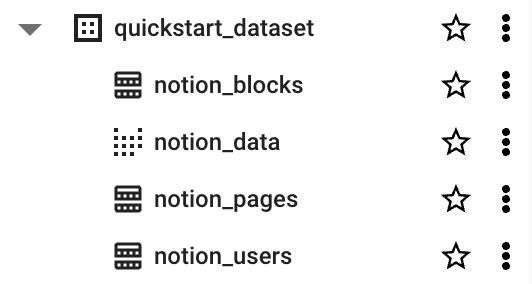 quickstart_dataset
notion_blocks
notion_data
notion_pages
notion_users